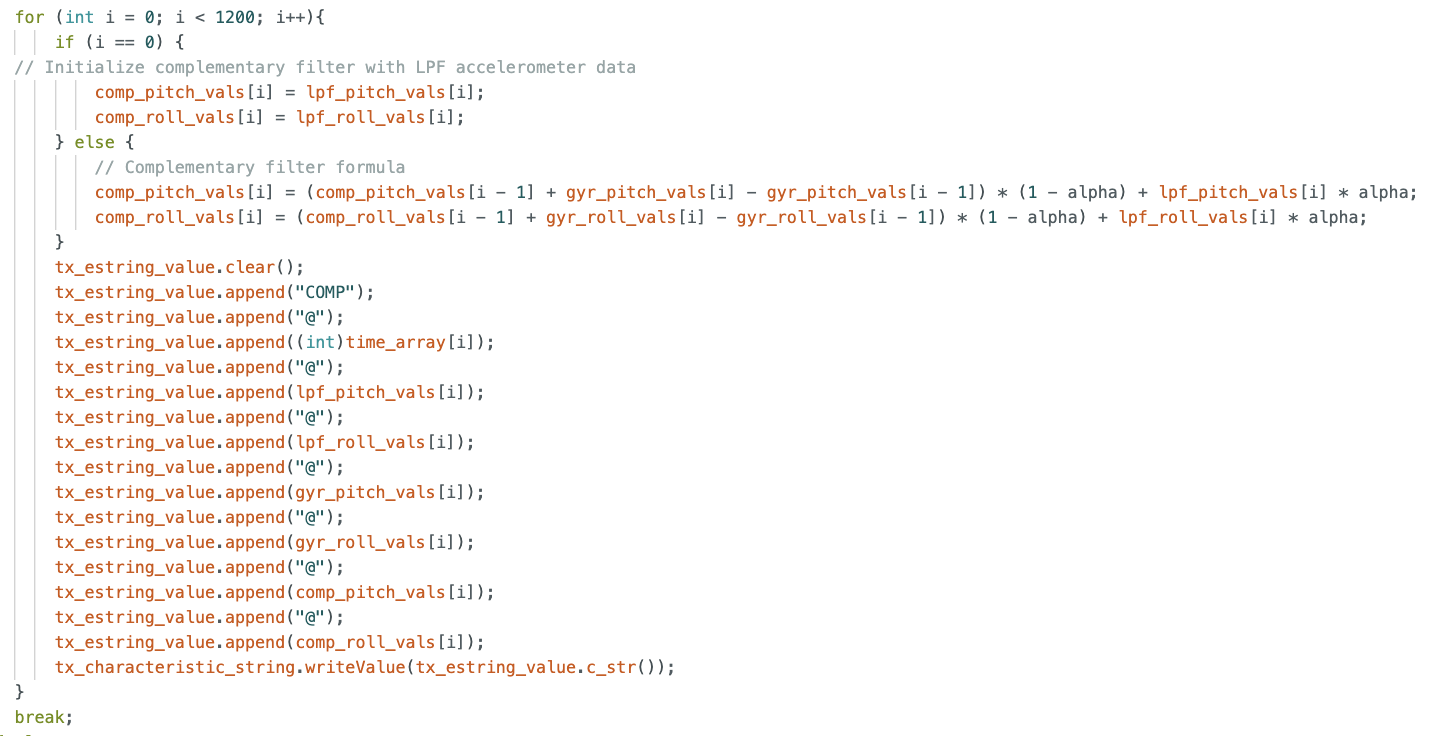 for (int i = 0; i < 1200; i++){
if (i == 0) {
// Initialize complementary filter with LPF accelerometer data
comp_pitch_vals[i] = lpf_pitch_vals[i];
comp_roll_vals[i] = lpf_roll_vals[i];
} else {
// Complementary filter formula
comp_pitch_vals[i] = (comp_pitch_vals[i - 1] + gyr_pitch_vals[i] - gyr_pitch_vals[i - 1]) * (1 - alpha) + lpf_pitch_vals[i] * alpha;
comp_roll_vals[i] = (comp_roll_vals[i - 1] + gyr_roll_vals[i] - gyr_roll_vals[i - 1]) * (1 - alpha) + lpf_roll_vals[i] * alpha;
}
tx_estring_value.clear();
tx_estring_value.append("COMP");
tx_estring_value.append("@");
tx_estring_value.append((int)time_array[i]);
tx_estring_value.append("@");
tx_estring_value.append(lpf_pitch_vals[i]);
tx_estring_value.append("@");
tx_estring_value.append(lpf_roll_vals[i]);
tx_estring_value.append("@");
tx_estring_value.append(gyr_pitch_vals[i]);
tx_estring_value.append("@");
tx_estring_value.append(gyr_roll_vals[i]);
tx_estring_value.append("@");
tx_estring_value.append(comp_pitch_vals[i]);
tx_estring_value.append("@");
tx_estring_value.append(comp_roll_vals[i]);
tx_characteristic_string.writeValue(tx_estring_value.c_str());
}
break;